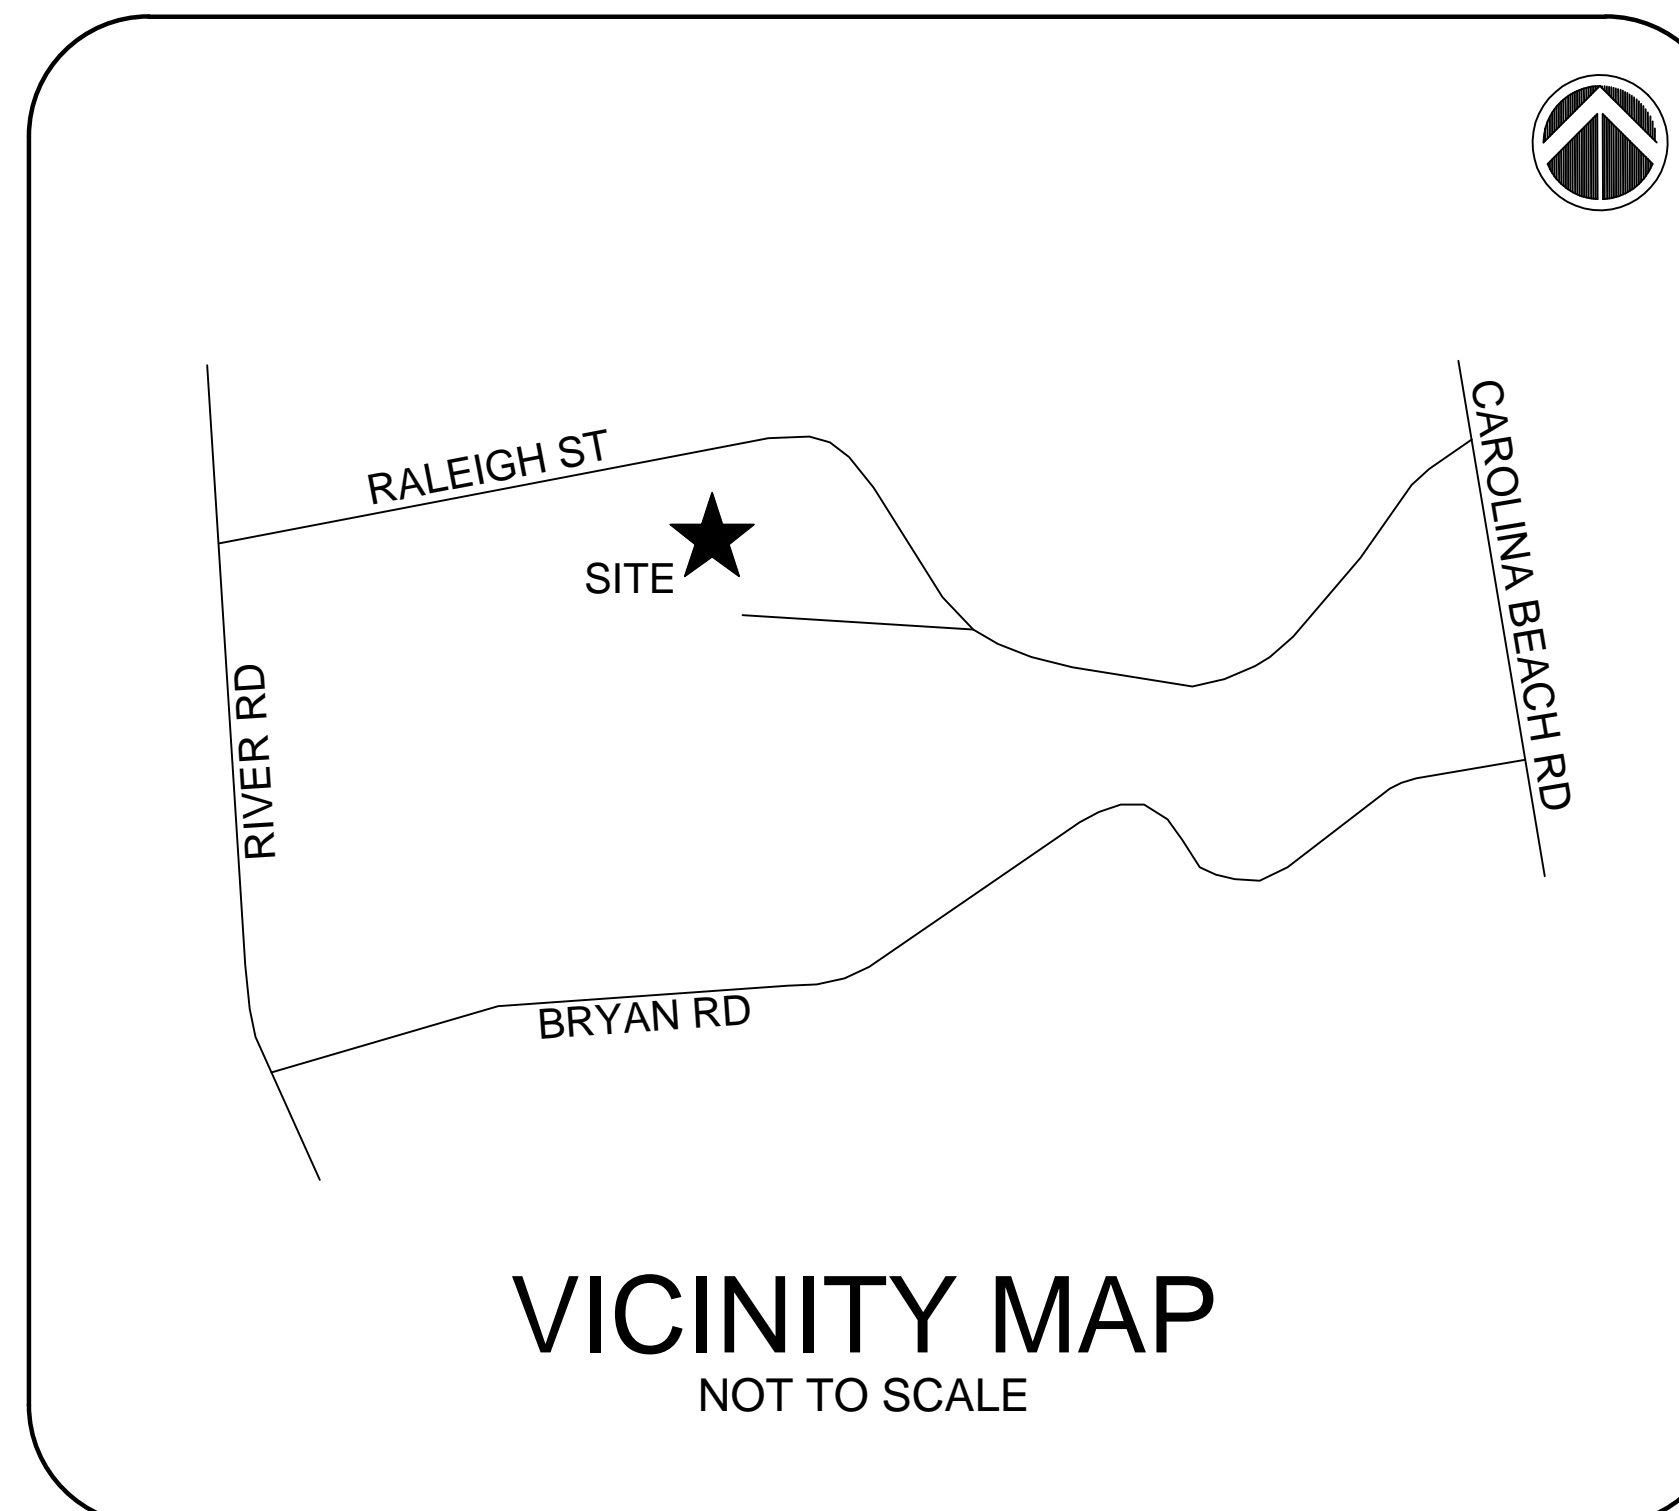 RALEIGH ST
CAROLINA BEACH RD
SITE
RIVER RD
BRYAN RD
VICINITY MAP
NOT TO SCALE